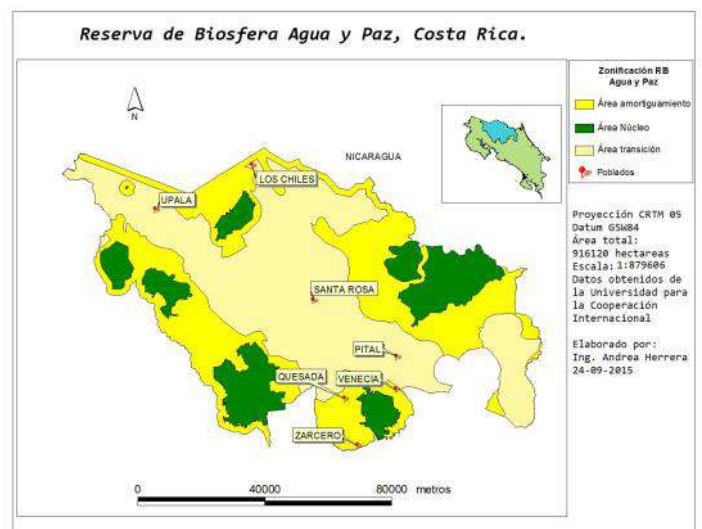 Reserva de Biosfera Agua y Paz, Costa Rica.
N
NICARAGUA
LOS CHILES
UPALA
SANTA ROSA
PITAL
QUESADA
VENECIA
ZARCERO
0 40000 80000 metros
Zonificación RB
Agua y Paz
Área amortiguamiento
Área Núcleo
Área transición
Poblados
Proyección CRTM 05
Datum GSW84
Área total:
916120 hectareas
Escala: 1:879606
Datos obtenidos de
la Universidad para
la Cooperación
Internacional
Elaborado por:
Ing. Andrea Herrera
24-09-2015